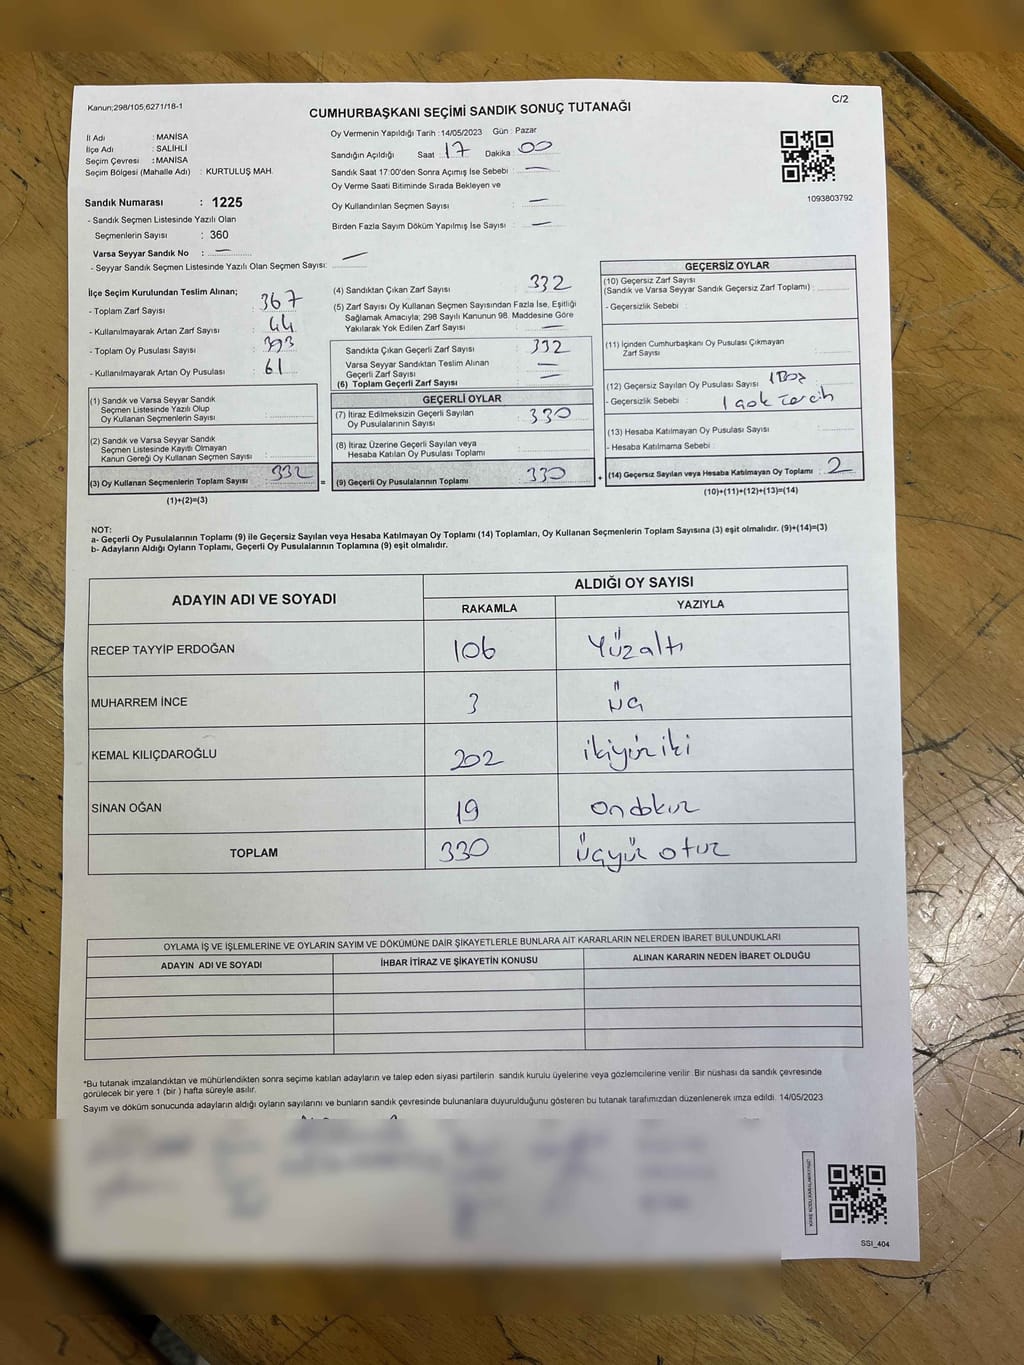 Kanun;298/105,6271/18-1
C/2
CUMHURBAŞKANI SEÇİMİ SANDIK SONUÇ TUTANAĞI
İl Adı : MANİSA
İlçe Adı : SALİHLİ
Seçim Çevresi : MANİSA
Seçim Bölgesi (Mahalle Adı) : KURTULUŞ MAH.
Sandık Numarası : 1225
- Sandık Seçmen Listesinde Yazılı Olan
Seçmenlerin Sayısı : 360
Varsa Seyyar Sandık No : —
- Seyyar Sandık Seçmen Listesinde Yazılı Olan Seçmen Sayısı: —
Oy Vermenin Yapıldığı Tarih :14/05/2023 Gün : Pazar
Sandığın Açıldığı Saat : 17 Dakika : 00
Sandık Saat 17:00'den Sonra Açımış İse Sebebi : —
Oy Verme Saati Bitiminde Sırada Bekleyen ve
Oy Kullandırılan Seçmen Sayısı : —
Birden Fazla Sayım Döküm Yapılmış İse Sayısı : —
1093803792
İlçe Seçim Kurulundan Teslim Alınan;
- Toplam Zarf Sayısı : 367
- Kullanılmayarak Artan Zarf Sayısı : 44
- Toplam Oy Pusulası Sayısı : 393
- Kullanılmayarak Artan Oy Pusulası : 61
(1) Sandık ve Varsa Seyyar Sandık
Seçmen Listesinde Yazılı Olup
Oy Kullanan Seçmenlerin Sayısı :
(2) Sandık ve Varsa Seyyar Sandık
Seçmen Listesinde Kayıtlı Olmayan
Kanun Gereği Oy Kullanan Seçmen Sayısı :
(3) Oy Kullanan Seçmenlerin Toplam Sayısı : 332
(1)+(2)=(3)
(4) Sandıktan Çıkan Zarf Sayısı : 332
(5) Zarf Sayısı Oy Kullanan Seçmen Sayısından Fazla İse, Eşitliği
Sağlamak Amacıyla; 298 Sayılı Kanunun 98. Maddesine Göre
Yakılarak Yok Edilen Zarf Sayısı : —
Sandıkta Çıkan Geçerli Zarf Sayısı : 332
Varsa Seyyar Sandıktan Teslim Alınan
Geçerli Zarf Sayısı : —
(6) Toplam Geçerli Zarf Sayısı : —
GEÇERLİ OYLAR
(7) İtiraz Edilmeksizin Geçerli Sayılan
Oy Pusulalarının Sayısı : 330
(8) İtiraz Üzerine Geçerli Sayılan veya
Hesaba Katılan Oy Pusulası Toplamı :
= (9) Geçerli Oy Pusulalarının Toplamı : 330 +
GEÇERSİZ OYLAR
(10) Geçersiz Zarf Sayısı
(Sandık ve Varsa Seyyar Sandık Geçersiz Zarf Toplamı) :
- Geçersizlik Sebebi :
(11) İçinden Cumhurbaşkanı Oy Pusulası Çıkmayan
Zarf Sayısı :
(12) Geçersiz Sayılan Oy Pusulası Sayısı : 1 Boş
- Geçersizlik Sebebi : 1 çok tercih
(13) Hesaba Katılmayan Oy Pusulası Sayısı :
- Hesaba Katılmama Sebebi :
(14) Geçersiz Sayılan veya Hesaba Katılmayan Oy Toplamı : 2
(10)+(11)+(12)+(13)=(14)
NOT:
a- Geçerli Oy Pusulalarının Toplamı (9) ile Geçersiz Sayılan veya Hesaba Katılmayan Oy Toplamı (14) Toplamları, Oy Kullanan Seçmenlerin Toplam Sayısına (3) eşit olmalıdır. (9)+(14)=(3)
b- Adayların Aldığı Oyların Toplamı, Geçerli Oy Pusulalarının Toplamına (9) eşit olmalıdır.
ADAYIN ADI VE SOYADI
ALDIĞI OY SAYISI
RAKAMLA YAZIYLA
RECEP TAYYİP ERDOĞAN 106 Yüzaltı
MUHARREM İNCE 3 üç
KEMAL KILIÇDAROĞLU 202 ikiyüziki
SİNAN OĞAN 19 ondokuz
TOPLAM 330 üçyüz otuz
OYLAMA İŞ VE İŞLEMLERİNE VE OYLARIN SAYIM VE DÖKÜMÜNE DAİR ŞİKAYETLERLE BUNLARA AİT KARARLARIN NELERDEN İBARET BULUNDUKLARI
ADAYIN ADI VE SOYADI İHBAR İTİRAZ VE ŞİKAYETİN KONUSU ALINAN KARARIN NEDEN İBARET OLDUĞU
*Bu tutanak imzalandıktan ve mühürlendikten sonra seçime katılan adayların ve talep eden siyasi partilerin sandık kurulu üyelerine veya gözlemcilerine verilir. Bir nüshası da sandık çevresinde
görülecek bir yere 1 (bir ) hafta süreyle asılır.
Sayım ve döküm sonucunda adayların aldığı oyların sayılarını ve bunların sandık çevresinde bulunanlara duyurulduğunu gösteren bu tutanak tarafımızdan düzenlenerek imza edildi. 14/05/2023
SSI_404